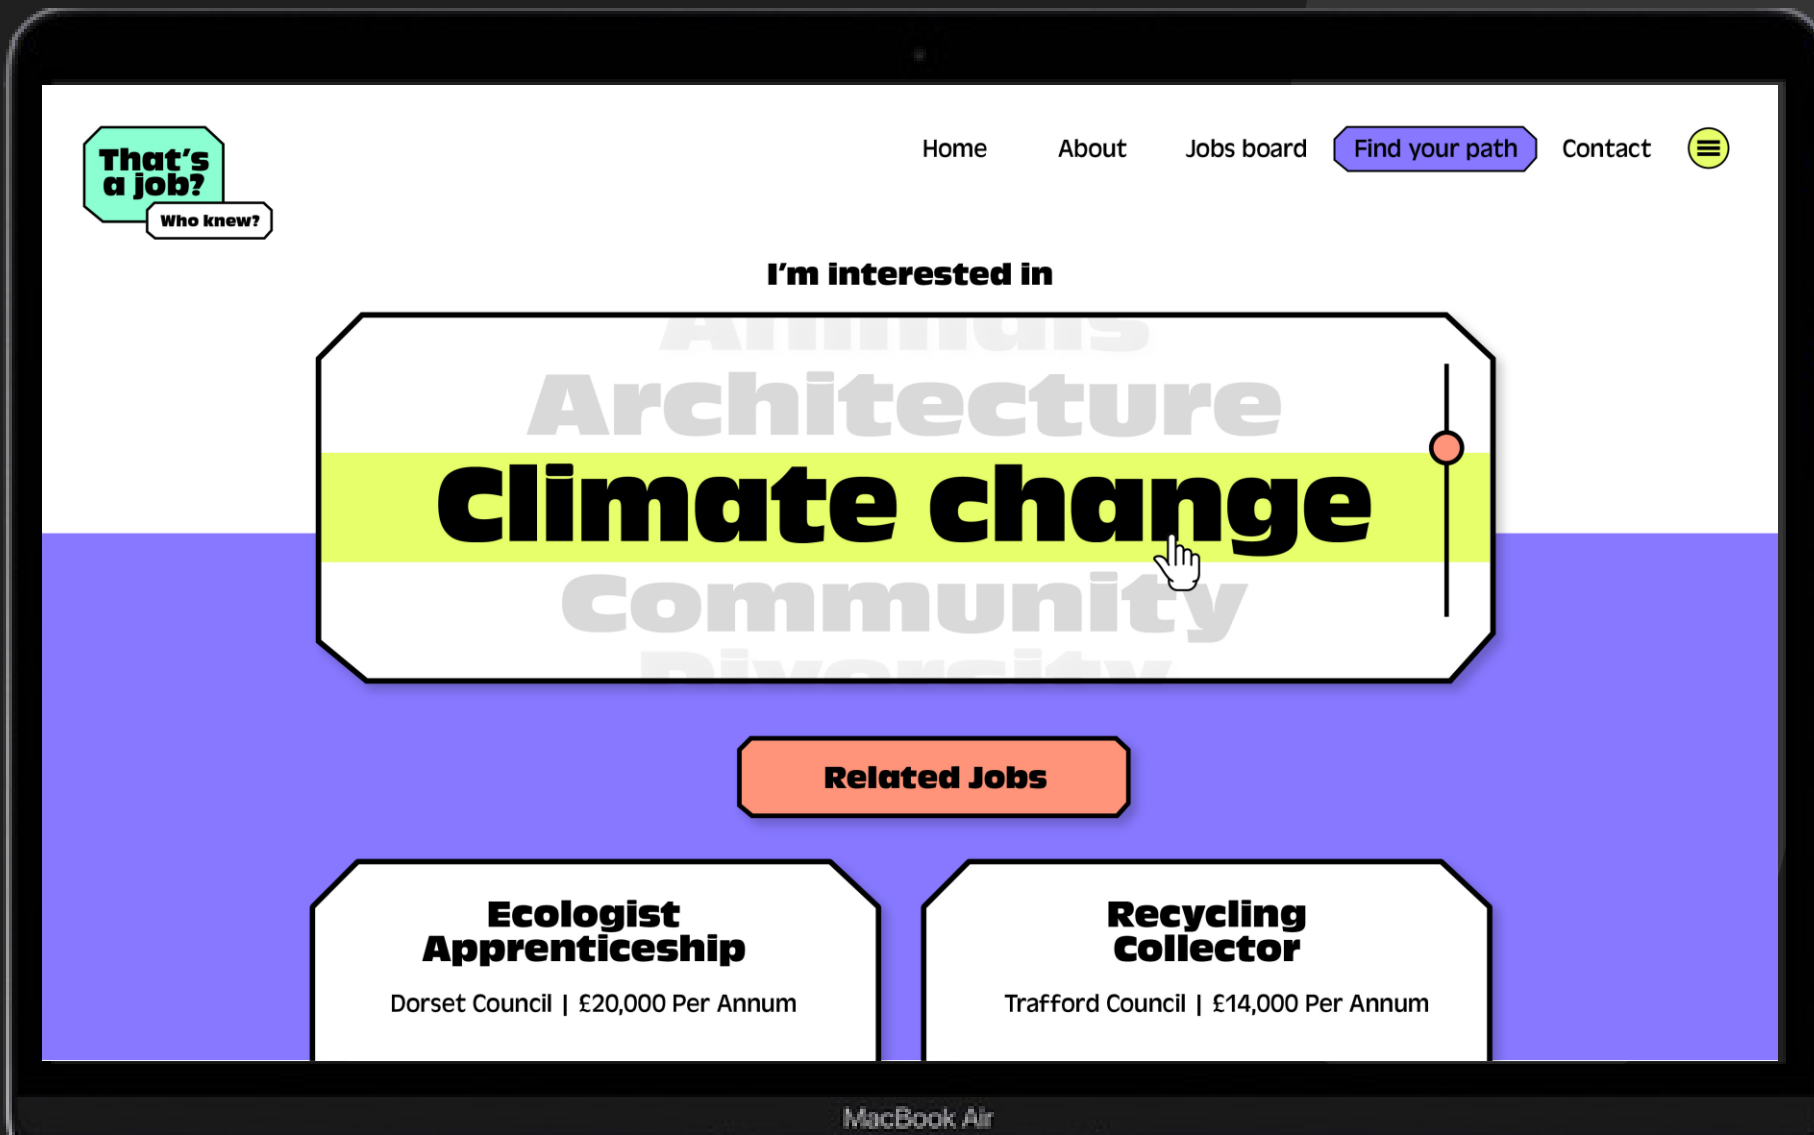 That's
a job?
Who knew?
Home About Jobs board Find your path Contact
I'm interested in
Animals
Architecture
Climate change
Community
Diversity
Related Jobs
Ecologist
Apprenticeship
Dorset Council | £20,000 Per Annum
Recycling
Collector
Trafford Council | £14,000 Per Annum
MacBook Air